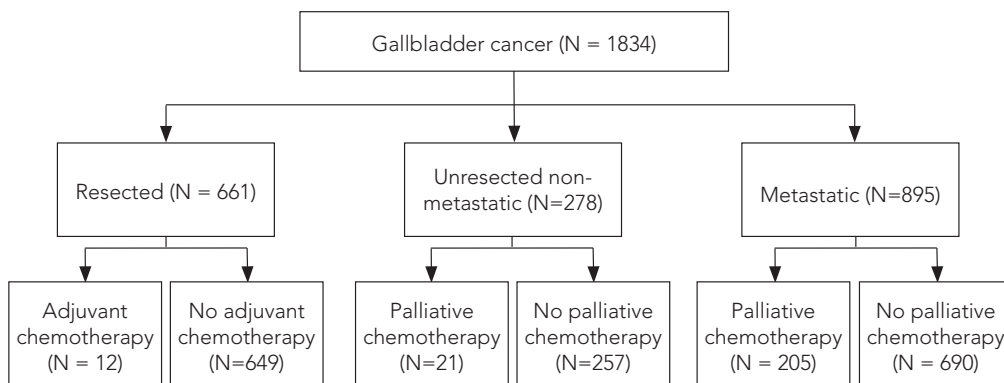 Gallbladder cancer (N = 1834)
Resected (N = 661)
Unresected non-
metastatic (N=278)
Metastatic (N=895)
Adjuvant
chemotherapy
(N = 12)
No adjuvant
chemotherapy
(N=649)
Palliative
chemotherapy
(N=21)
No palliative
chemotherapy
(N=257)
Palliative
chemotherapy
(N = 205)
No palliative
chemotherapy
(N = 690)